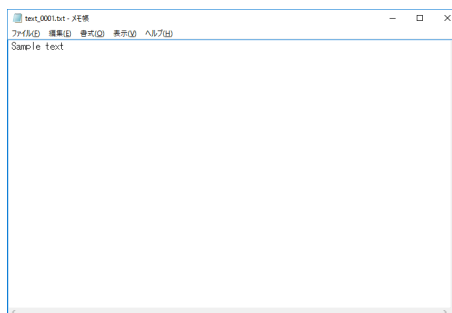 text_0001.txt - メモ帳
ファイル(F) 編集(E) 書式(O) 表示(V) ヘルプ(H)
Sample text